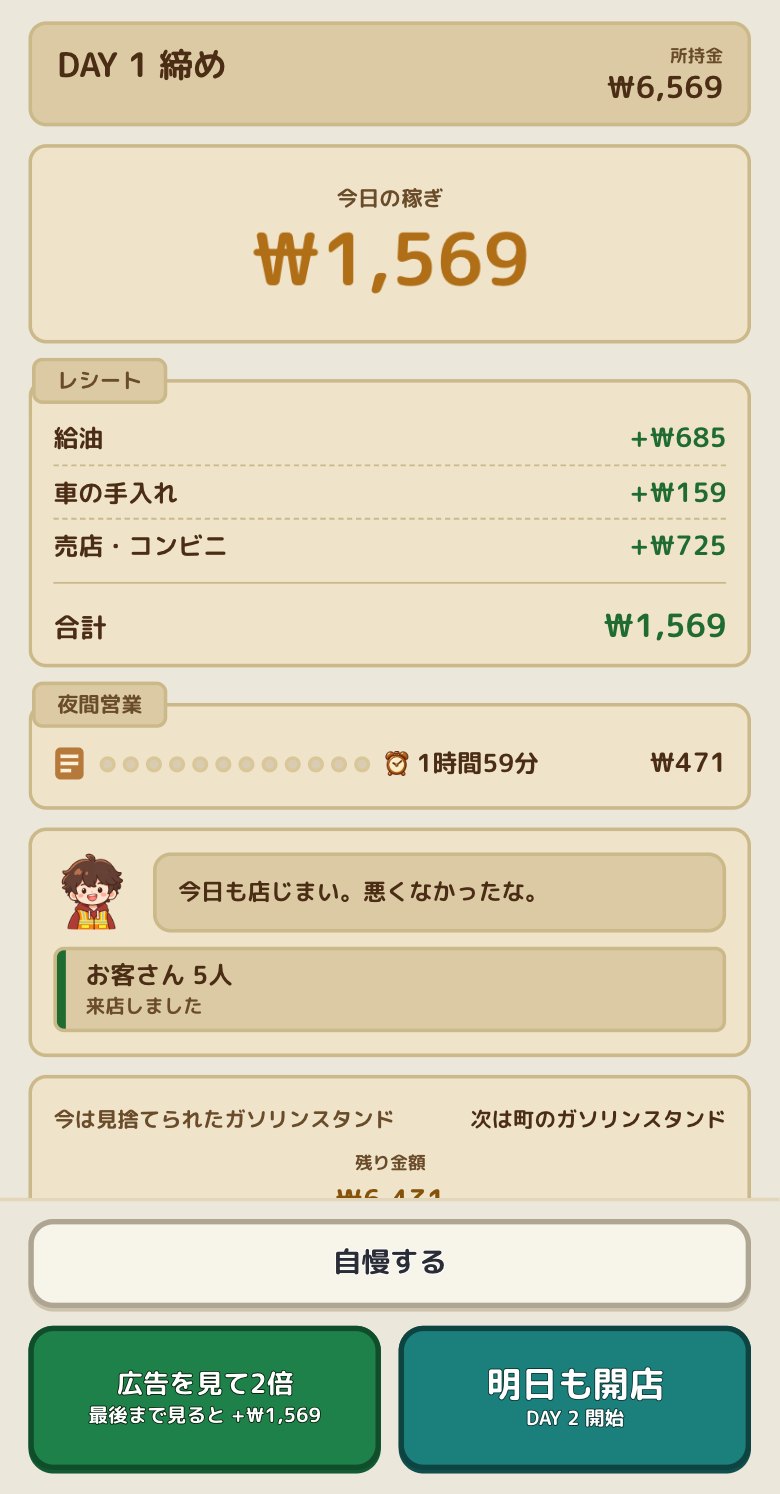 DAY 1 締め
所持金
₩6,569
今日の稼ぎ
₩1,569
レシート
給油 +₩685
車の手入れ +₩159
売店・コンビニ +₩725
合計 ₩1,569
夜間営業
1時間59分 ₩471
今日も店じまい。悪くなかったな。
お客さん 5人
来店しました
今は見捨てられたガソリンスタンド 次は町のガソリンスタンド
残り金額
₩6,431
自慢する
広告を見て2倍
最後まで見ると +₩1,569
明日も開店
DAY 2 開始